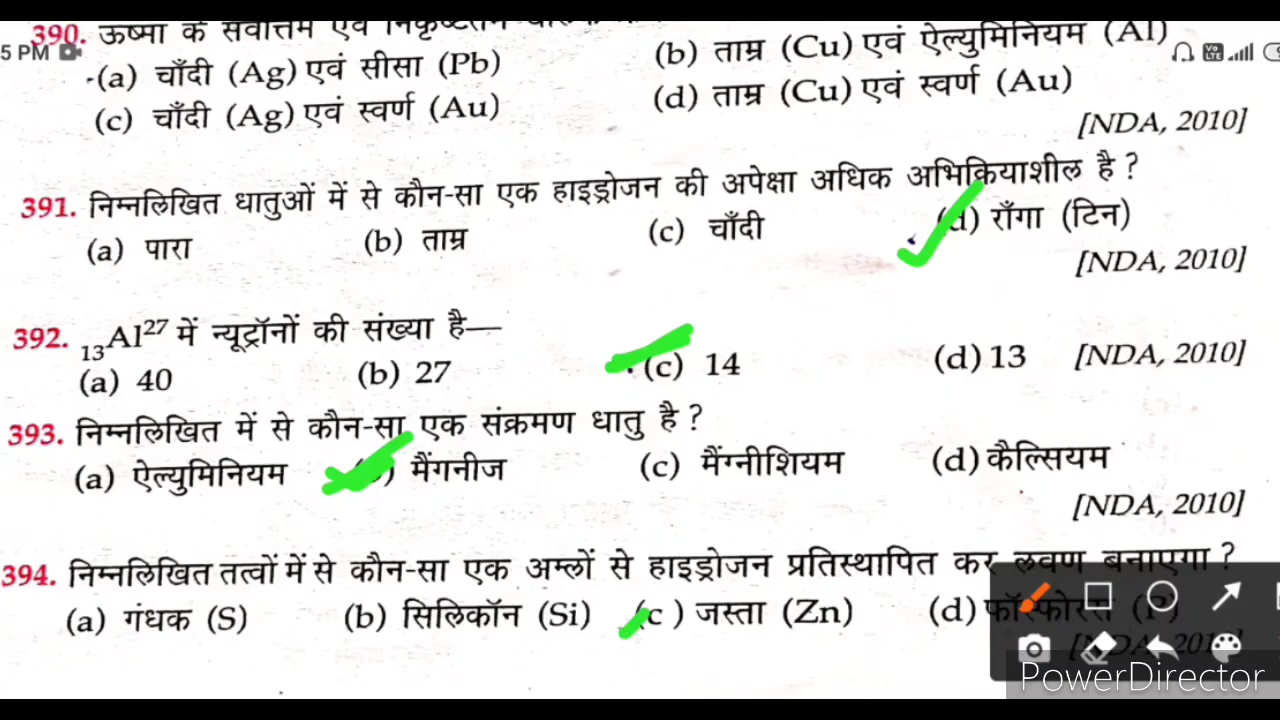 390. ऊष्मा के सर्वोत्तम एवं निकृष्टतम
5 PM
(a) चाँदी (Ag) एवं सीसा (Pb) (b) ताम्र (Cu) एवं ऐल्युमिनियम (Al)
(c) चाँदी (Ag) एवं स्वर्ण (Au) (d) ताम्र (Cu) एवं स्वर्ण (Au)
[NDA, 2010]
391. निम्नलिखित धातुओं में से कौन-सा एक हाइड्रोजन की अपेक्षा अधिक अभिकियाशील है ?
(a) पारा (b) ताम्र (c) चाँदी (d) राँगा (टिन)
[NDA, 2010]
392. ₁₃Al²⁷ में न्यूट्रॉनों की संख्या है—
(a) 40 (b) 27 (c) 14 (d) 13 [NDA, 2010]
393. निम्नलिखित में से कौन-सा एक संक्रमण धातु है ?
(a) ऐल्युमिनियम (b) मैंगनीज (c) मैंग्नीशियम (d) कैल्सियम
[NDA, 2010]
394. निम्नलिखित तत्वों में से कौन-सा एक अम्लों से हाइड्रोजन प्रतिस्थापित कर लवण बनाएगा ?
(a) गंधक (S) (b) सिलिकॉन (Si) (c) जस्ता (Zn) (d) फॉस्फोरस (P)
PowerDirector